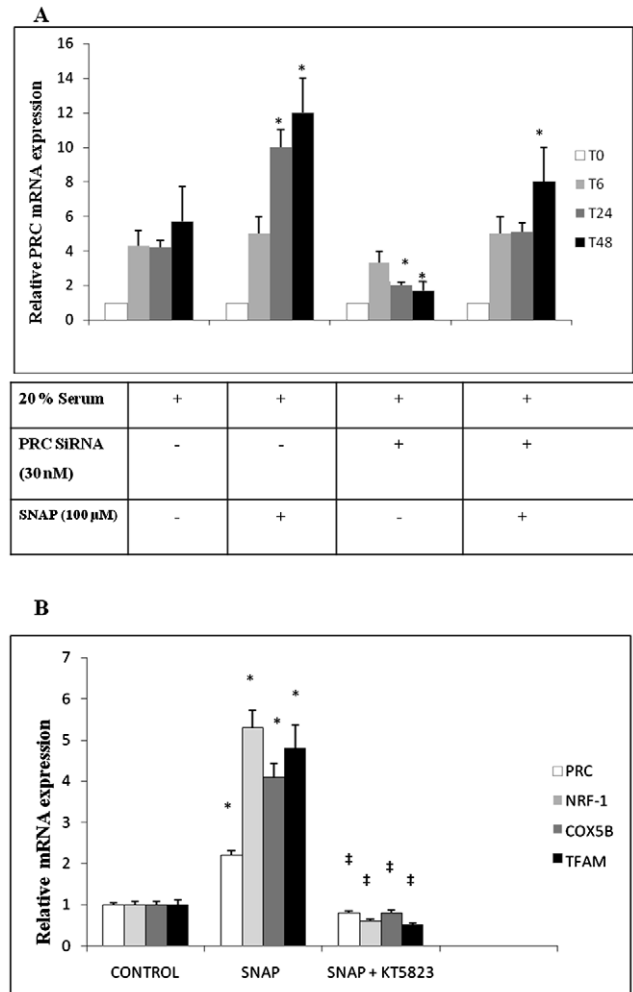 A
16
14
12
10
8
6
4
2
0
Relative PRC mRNA expression
*
*
*
*
*
T0
T6
T24
T48
20% Serum + + + +
PRC SiRNA - - + +
(30 nM)
SNAP (100 µM) - + - +
B
7
6
5
4
3
2
1
0
Relative mRNA expression
*
*
*
*
‡
‡
‡
‡
PRC
NRF-1
COX5B
TFAM
CONTROL SNAP SNAP + KT5823